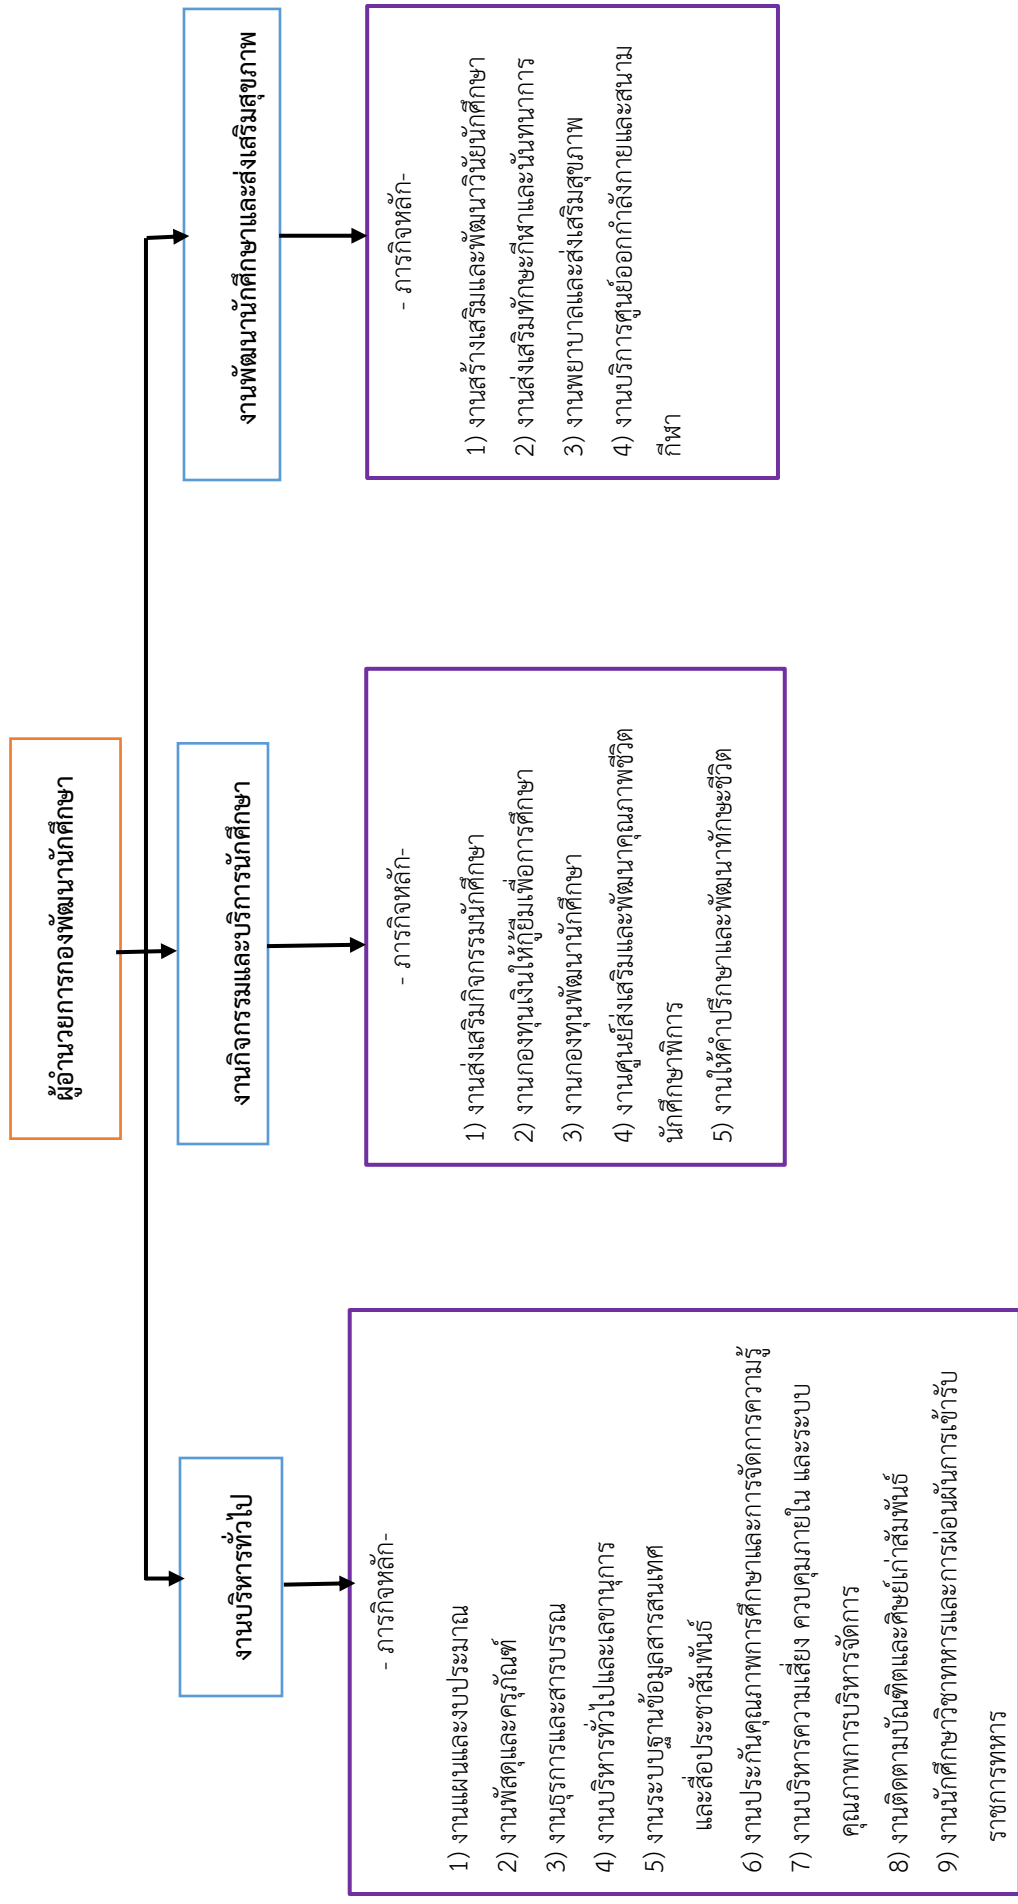 ผู้อำนวยการกองพัฒนานักศึกษา
งานบริหารทั่วไป
- ภารกิจหลัก-
1) งานแผนและงบประมาณ
2) งานพัสดุและครุภัณฑ์
3) งานธุรการและสารบรรณ
4) งานบริหารทั่วไปและเลขานุการ
5) งานระบบฐานข้อมูลสารสนเทศ
และสื่อประชาสัมพันธ์
6) งานประกันคุณภาพการศึกษาและการจัดการความรู้
7) งานบริหารความเสี่ยง ควบคุมภายใน และระบบ
คุณภาพการบริหารจัดการ
8) งานติดตามบัณฑิตและศิษย์เก่าสัมพันธ์
9) งานนักศึกษาวิชาทหารและการผ่อนผันการเข้ารับ
ราชการทหาร
งานกิจกรรมและบริการนักศึกษา
- ภารกิจหลัก-
1) งานส่งเสริมกิจกรรมนักศึกษา
2) งานกองทุนเงินให้กู้ยืมเพื่อการศึกษา
3) งานกองทุนพัฒนานักศึกษา
4) งานศูนย์ส่งเสริมและพัฒนาคุณภาพชีวิต
นักศึกษาพิการ
5) งานให้คำปรึกษาและพัฒนาทักษะชีวิต
งานพัฒนานักศึกษาและส่งเสริมสุขภาพ
- ภารกิจหลัก-
1) งานสร้างเสริมและพัฒนาวินัยนักศึกษา
2) งานส่งเสริมทักษะกีฬาและนันทนาการ
3) งานพยาบาลและส่งเสริมสุขภาพ
4) งานบริการศูนย์ออกกำลังกายและสนาม
กีฬา